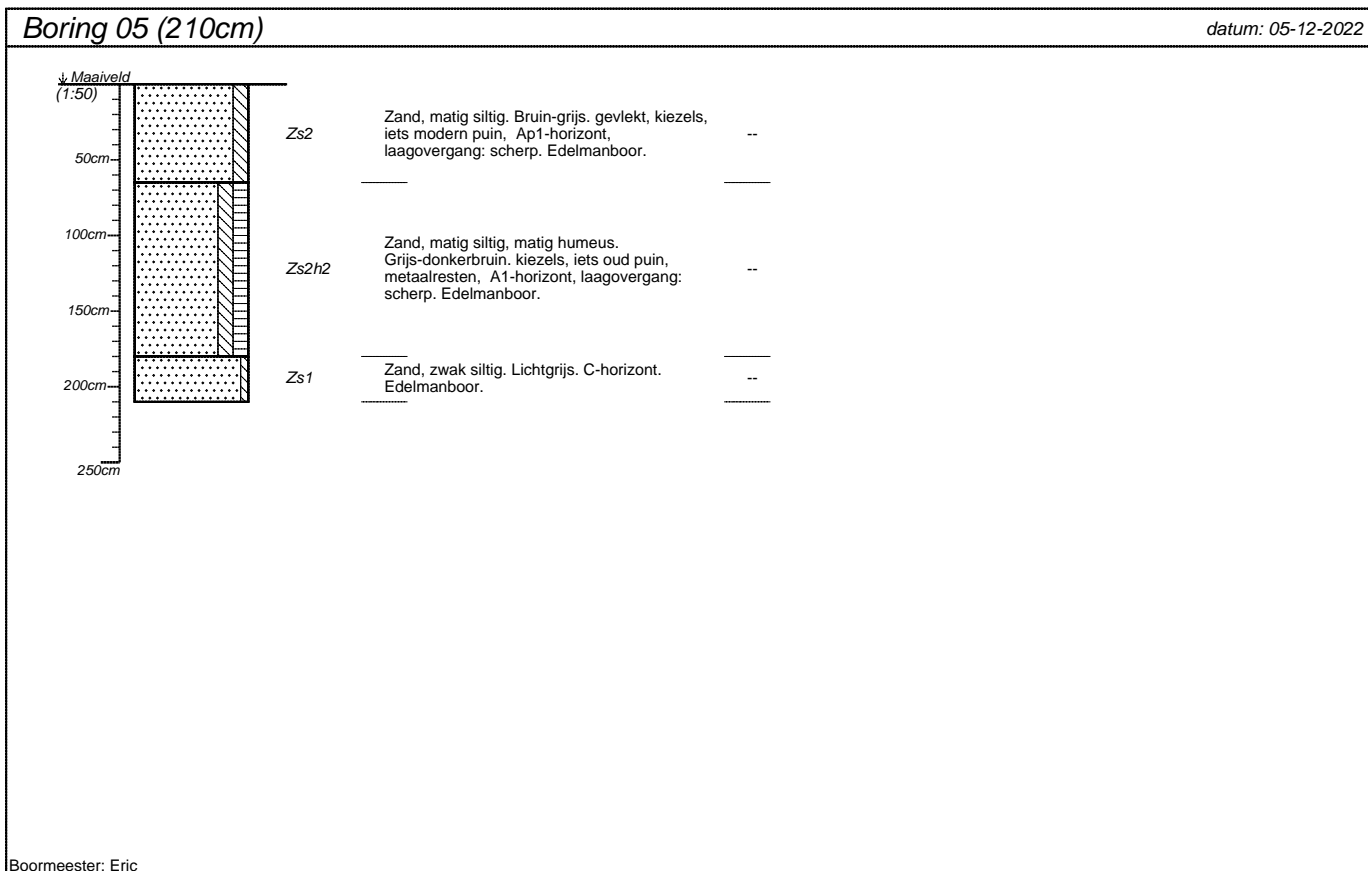 Boring 05 (210cm)
datum: 05-12-2022
Maaiveld
(1:50)
50cm
100cm
150cm
200cm
250cm
Zs2
Zand, matig siltig. Bruin-grijs. gevlekt, kiezels,
iets modern puin, Ap1-horizont,
laagovergang: scherp. Edelmanboor.
--
Zs2h2
Zand, matig siltig, matig humeus.
Grijs-donkerbruin. kiezels, iets oud puin,
metaalresten, A1-horizont, laagovergang:
scherp. Edelmanboor.
--
Zs1
Zand, zwak siltig. Lichtgrijs. C-horizont.
Edelmanboor.
--
Boormeester: Eric